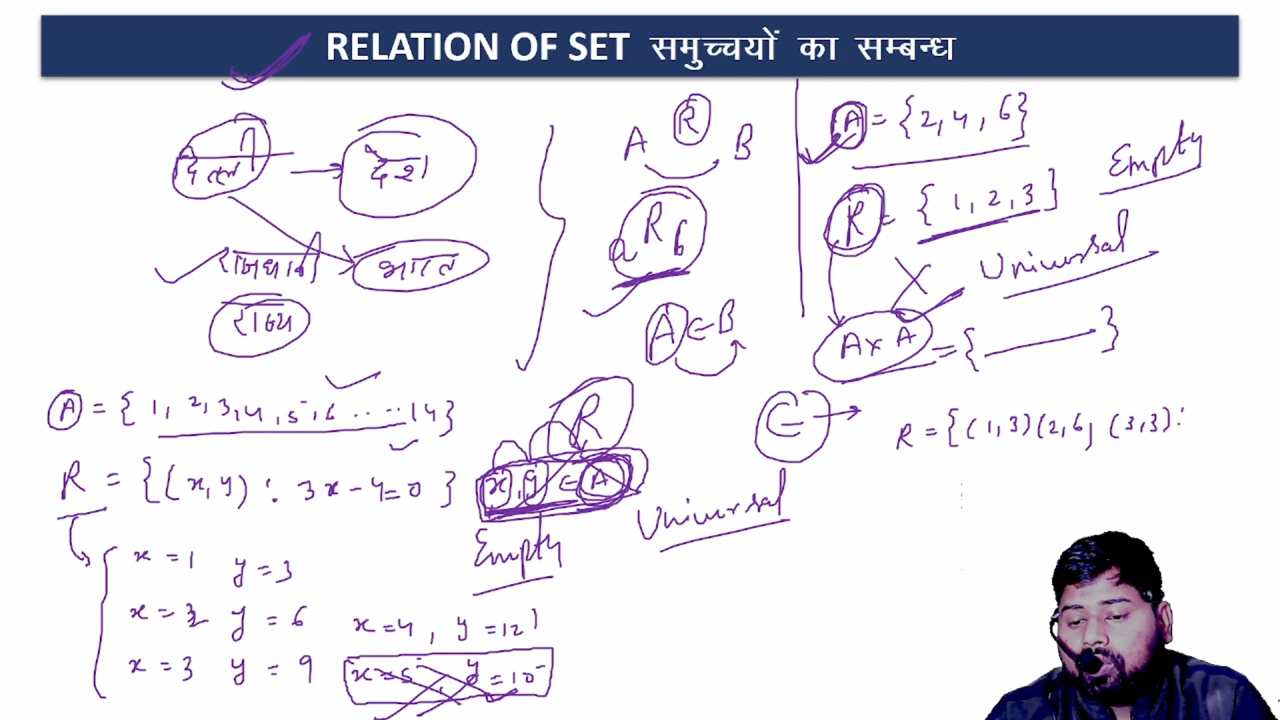 RELATION OF SET समुच्चयों का सम्बन्ध
देश
राजधानी
भारत
राज्य
A R B
a R b
A ⊂ B
A = {2, 4, 6}
R = {1, 2, 3}
Empty
Universal
A x A = { }
A = {1, 2, 3, 4, 5, 6 .. .. 14}
R = {(x, y) : 3x - y = 0}
x, y ∈ A
R
Empty
Universal
x = 1 y = 3
x = 2 y = 6
x = 3 y = 9
x = 4, y = 12
x = 5 y = 15
R = {(1, 3) (2, 6, (3, 3) :